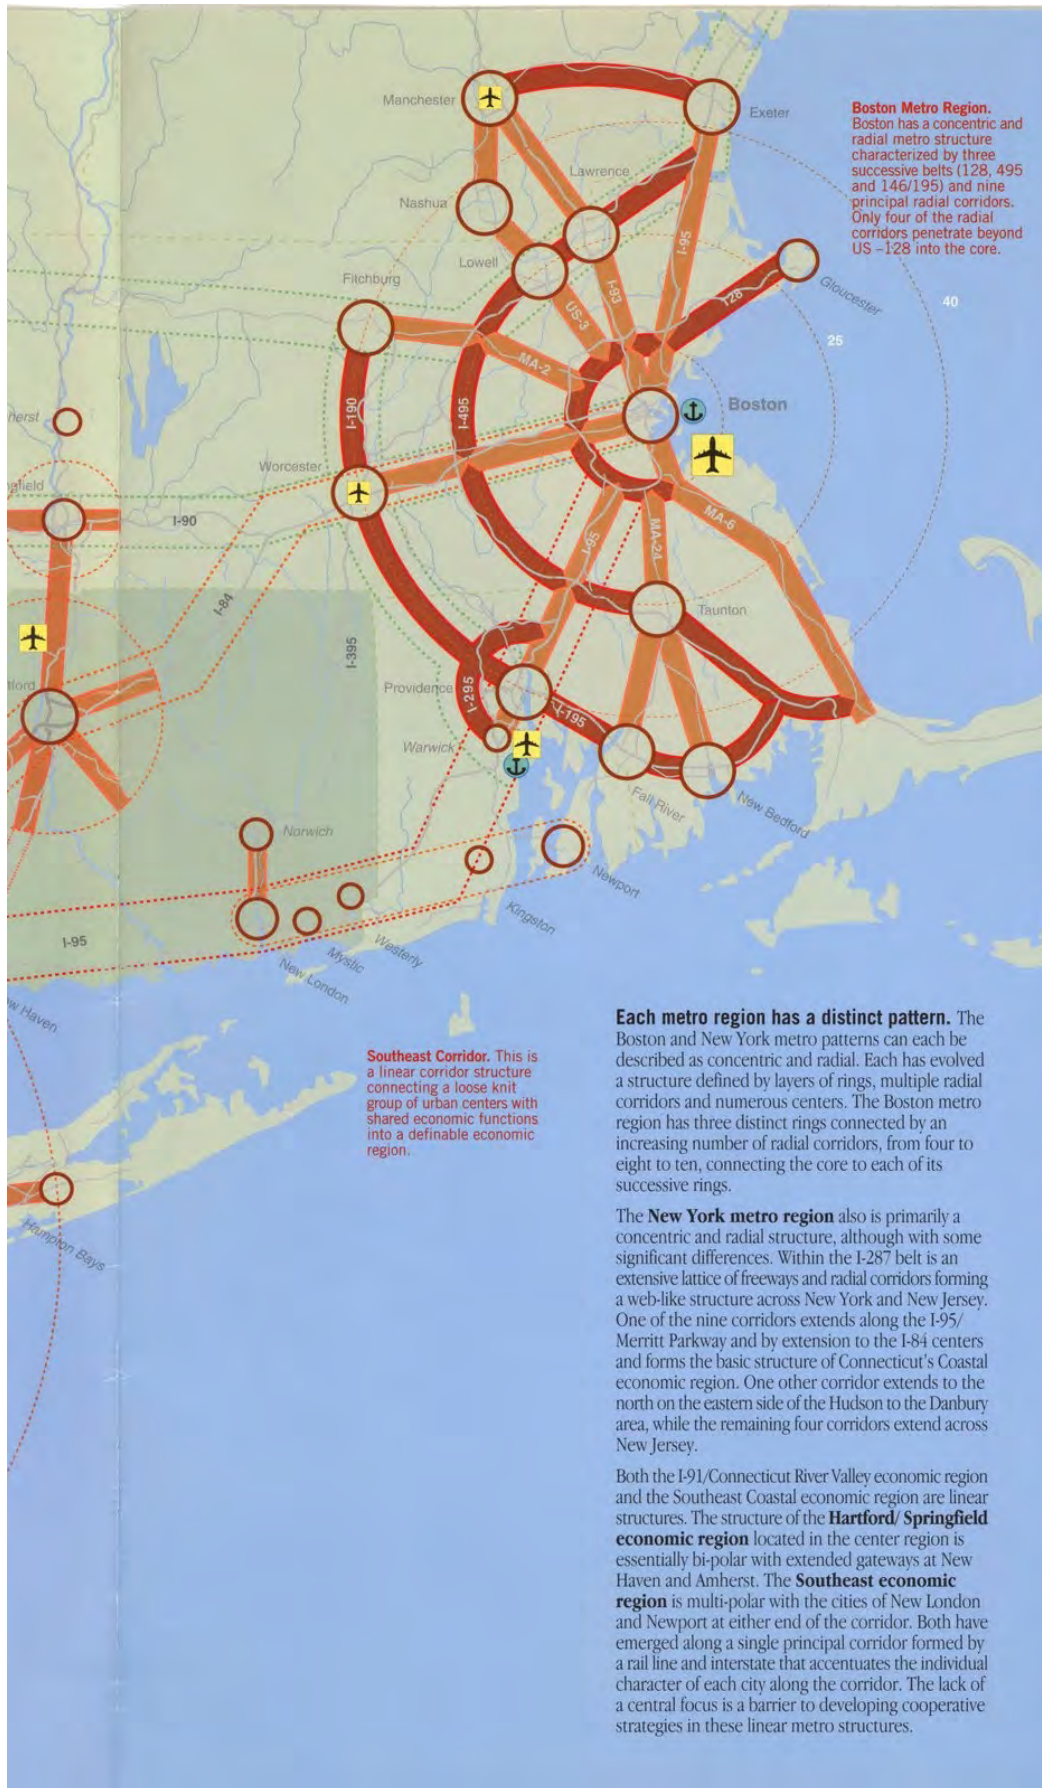 Manchester
Exeter
Boston Metro Region.
Boston has a concentric and
radial metro structure
characterized by three
successive belts (128, 495
and 146/195) and nine
principal radial corridors.
Only four of the radial
corridors penetrate beyond
US –128 into the core.
Lawrence
Nashua
I-95
Lowell
Fitchburg
I-93
128
Gloucester
US-3
40
25
MA-2
I-190
I-495
Boston
herst
Worcester
ngfield
I-90
MA-6
MA-24
I-95
I-84
Taunton
I-395
tford
Providence
I-295
I-195
Warwick
Fall River
New Bedford
Norwich
Newport
Kingston
Westerly
Mystic
New London
I-95
w Haven
Southeast Corridor. This is
a linear corridor structure
connecting a loose knit
group of urban centers with
shared economic functions
into a definable economic
region.
Hampton Bays
Each metro region has a distinct pattern. The
Boston and New York metro patterns can each be
described as concentric and radial. Each has evolved
a structure defined by layers of rings, multiple radial
corridors and numerous centers. The Boston metro
region has three distinct rings connected by an
increasing number of radial corridors, from four to
eight to ten, connecting the core to each of its
successive rings.
The New York metro region also is primarily a
concentric and radial structure, although with some
significant differences. Within the I-287 belt is an
extensive lattice of freeways and radial corridors forming
a web-like structure across New York and New Jersey.
One of the nine corridors extends along the I-95/
Merritt Parkway and by extension to the I-84 centers
and forms the basic structure of Connecticut's Coastal
economic region. One other corridor extends to the
north on the eastern side of the Hudson to the Danbury
area, while the remaining four corridors extend across
New Jersey.
Both the I-91/Connecticut River Valley economic region
and the Southeast Coastal economic region are linear
structures. The structure of the Hartford/ Springfield
economic region located in the center region is
essentially bi-polar with extended gateways at New
Haven and Amherst. The Southeast economic
region is multi-polar with the cities of New London
and Newport at either end of the corridor. Both have
emerged along a single principal corridor formed by
a rail line and interstate that accentuates the individual
character of each city along the corridor. The lack of
a central focus is a barrier to developing cooperative
strategies in these linear metro structures.